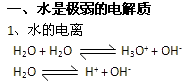 一、水是极弱的电解质
1、水的电离
H₂O + H₂O ⇌ H₃O⁺ + OH⁻
H₂O ⇌ H⁺ + OH⁻